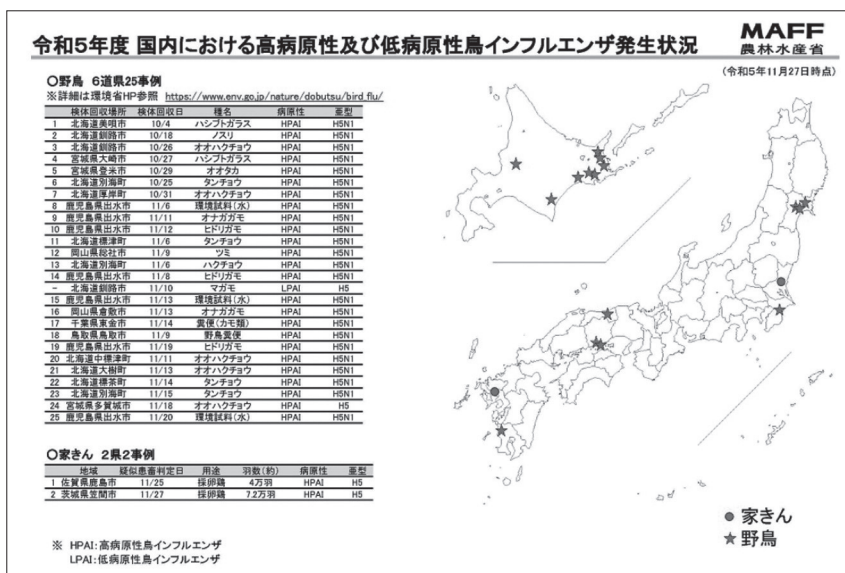 令和5年度 国内における高病原性及び低病原性鳥インフルエンザ発生状況
MAFF
農林水産省
(令和5年11月27日時点)
○野鳥 6道県25事例
※詳細は環境省HP参照 https://www.env.go.jp/nature/dobutsu/bird_flu/
検体回収場所 検体回収日 種名 病原性 亜型
1 北海道美唄市 10/4 ハシブトガラス HPAI H5N1
2 北海道釧路市 10/18 ノスリ HPAI H5N1
3 北海道釧路市 10/26 オオハクチョウ HPAI H5N1
4 宮城県大崎市 10/27 ハシブトガラス HPAI H5N1
5 宮城県登米市 10/29 オオタカ HPAI H5N1
6 北海道別海町 10/25 タンチョウ HPAI H5N1
7 北海道厚岸町 10/31 オオハクチョウ HPAI H5N1
8 鹿児島県出水市 11/6 環境試料(水) HPAI H5N1
9 鹿児島県出水市 11/11 オナガガモ HPAI H5N1
10 鹿児島県出水市 11/12 ヒドリガモ HPAI H5N1
11 北海道標津町 11/6 タンチョウ HPAI H5N1
12 岡山県総社市 11/9 ツミ HPAI H5N1
13 北海道別海町 11/6 ハクチョウ HPAI H5N1
14 鹿児島県出水市 11/8 ヒドリガモ HPAI H5N1
- 北海道釧路市 11/10 マガモ LPAI H5
15 鹿児島県出水市 11/13 環境試料(水) HPAI H5N1
16 岡山県倉敷市 11/13 オナガガモ HPAI H5N1
17 千葉県東金市 11/14 糞便(カモ類) HPAI H5N1
18 鳥取県鳥取市 11/9 野鳥糞便 HPAI H5N1
19 鹿児島県出水市 11/19 ヒドリガモ HPAI H5N1
20 北海道中標津町 11/11 オオハクチョウ HPAI H5N1
21 北海道大樹町 11/13 オオハクチョウ HPAI H5N1
22 北海道標茶町 11/14 タンチョウ HPAI H5N1
23 北海道別海町 11/15 タンチョウ HPAI H5N1
24 宮城県多賀城市 11/18 オオハクチョウ HPAI H5
25 鹿児島県出水市 11/20 環境試料(水) HPAI H5N1
○家きん 2県2事例
地域 疑似患畜判定日 用途 羽数(約) 病原性 亜型
1 佐賀県鹿島市 11/25 採卵鶏 4万羽 HPAI H5
2 茨城県笠間市 11/27 採卵鶏 7.2万羽 HPAI H5
※ HPAI:高病原性鳥インフルエンザ
LPAI:低病原性鳥インフルエンザ
家きん
野鳥